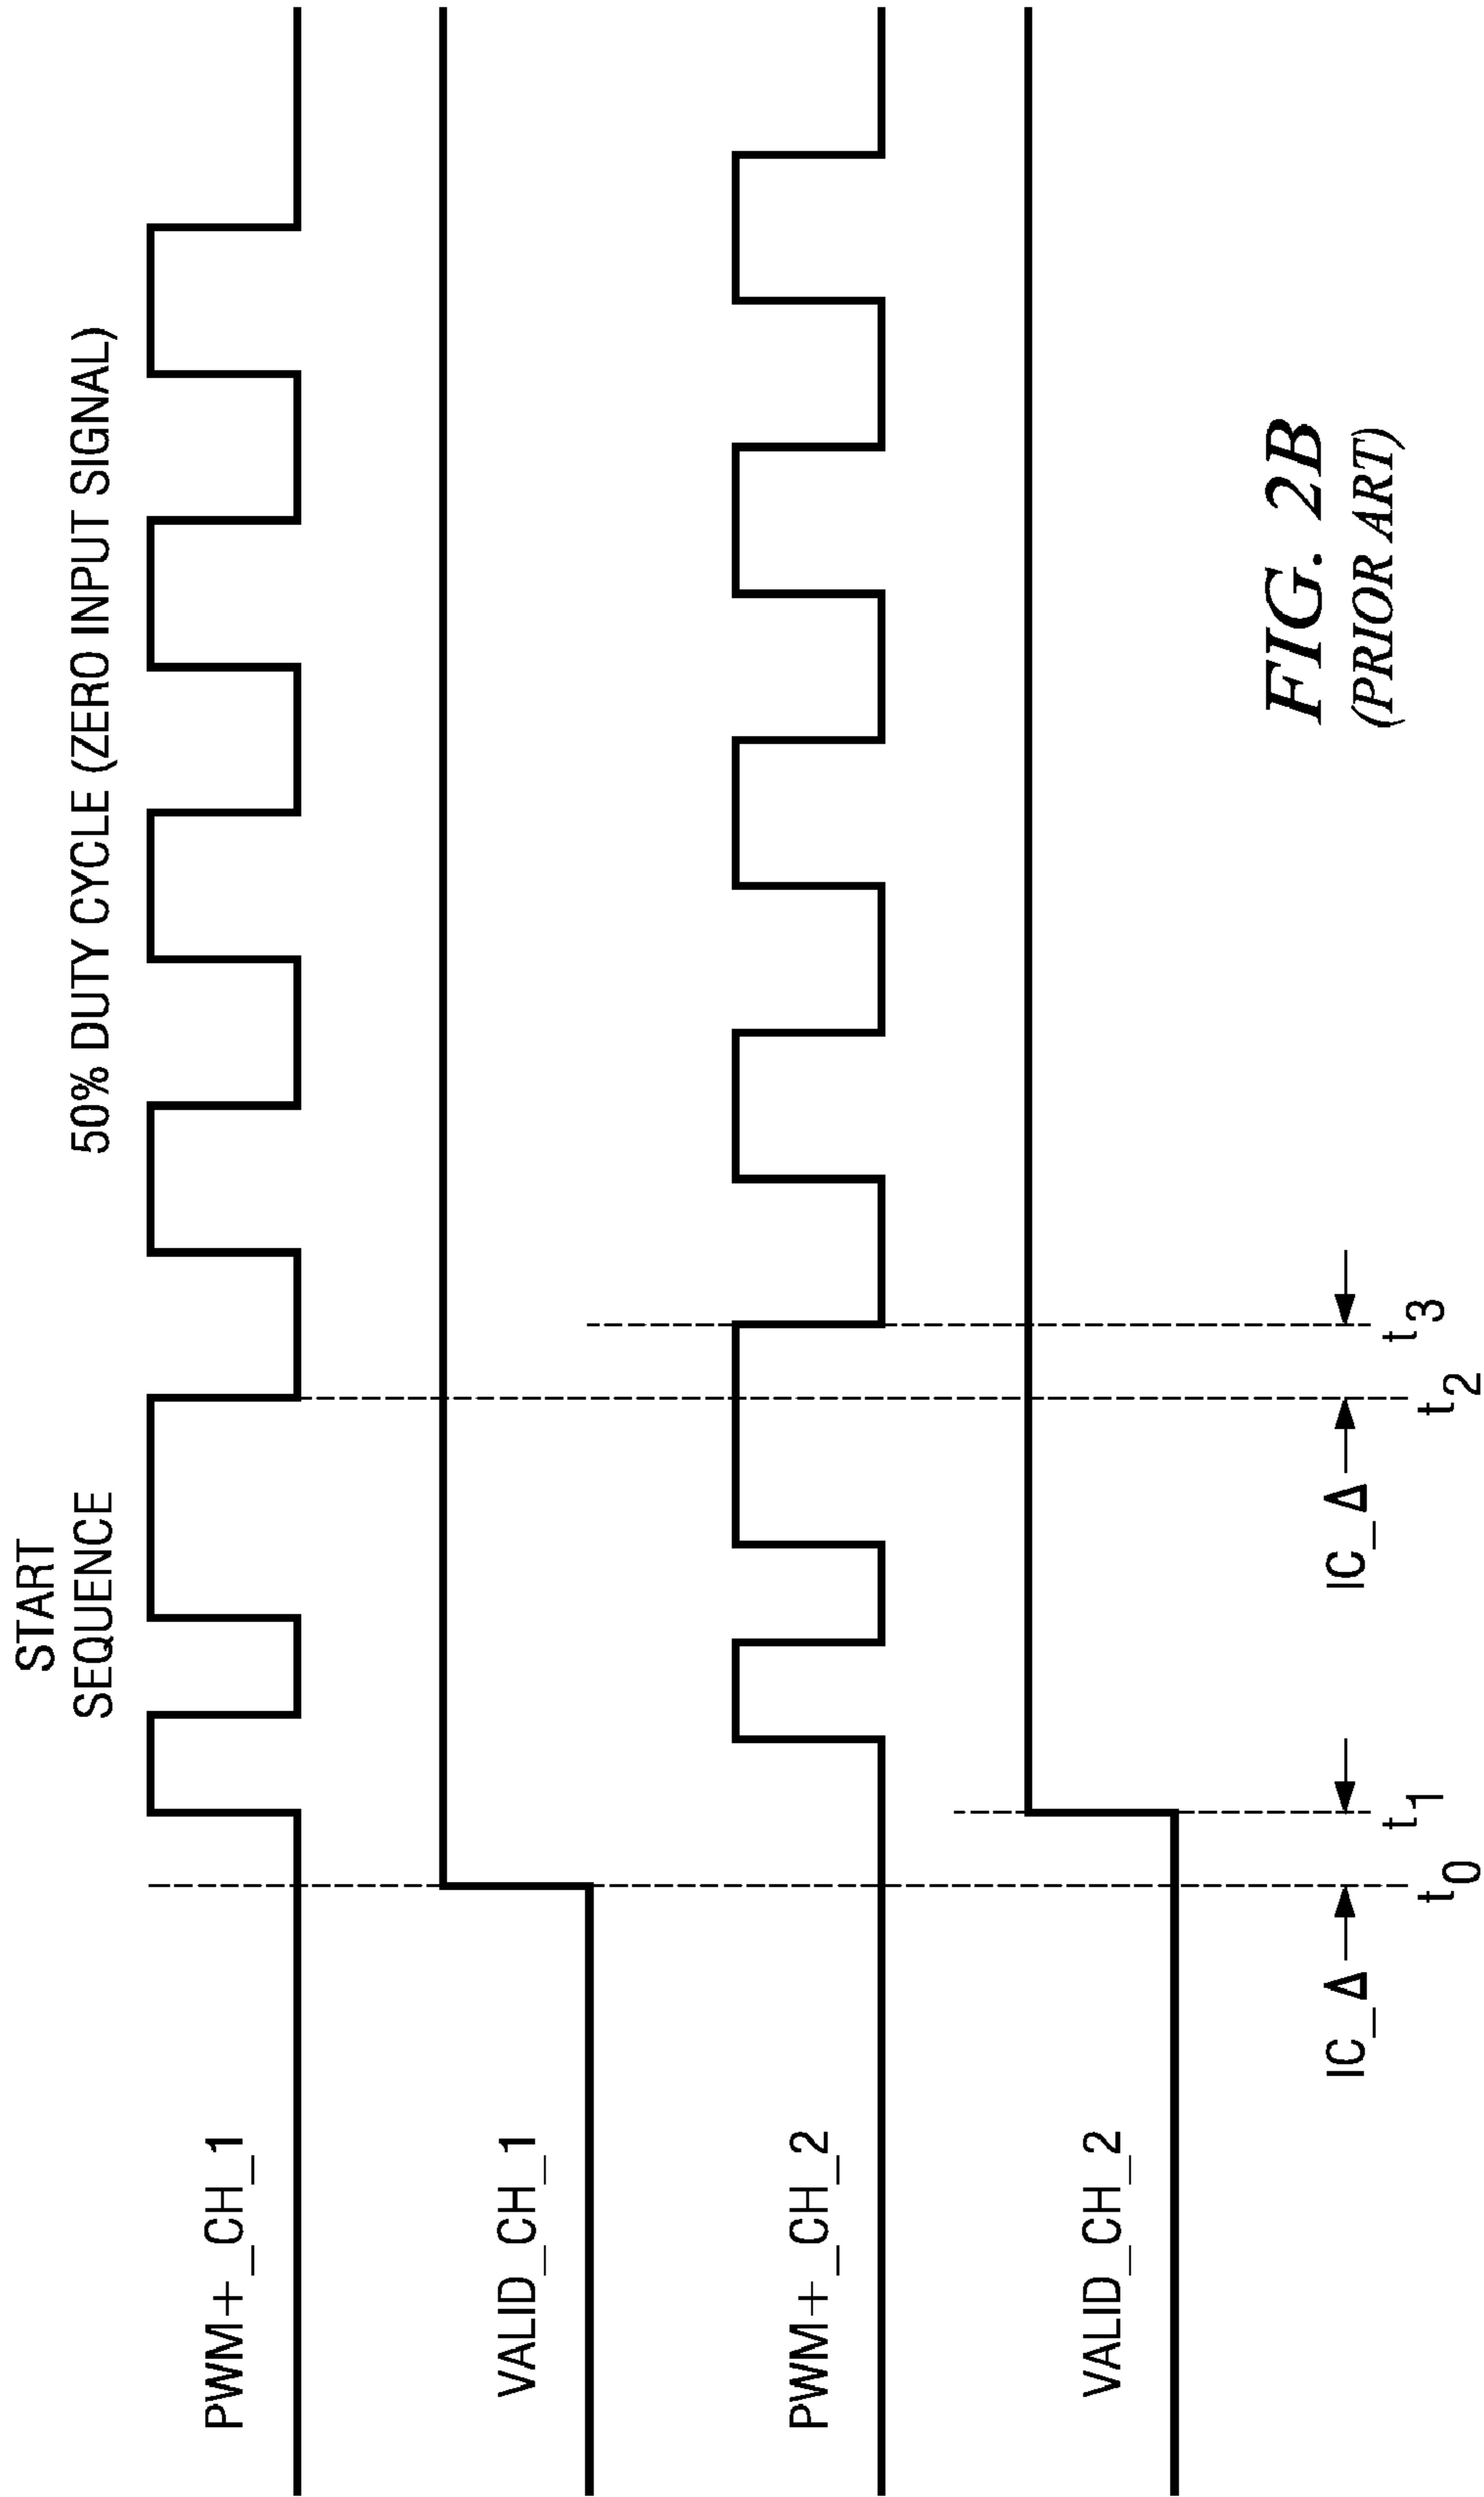 START
SEQUENCE
50% DUTY CYCLE (ZERO INPUT SIGNAL)
PWM+_CH_1
VALID_CH_1
PWM+_CH_2
VALID_CH_2
IC_Δ
IC_Δ
t1
t3
t0
t2
FIG. 2B
(PRIOR ART)